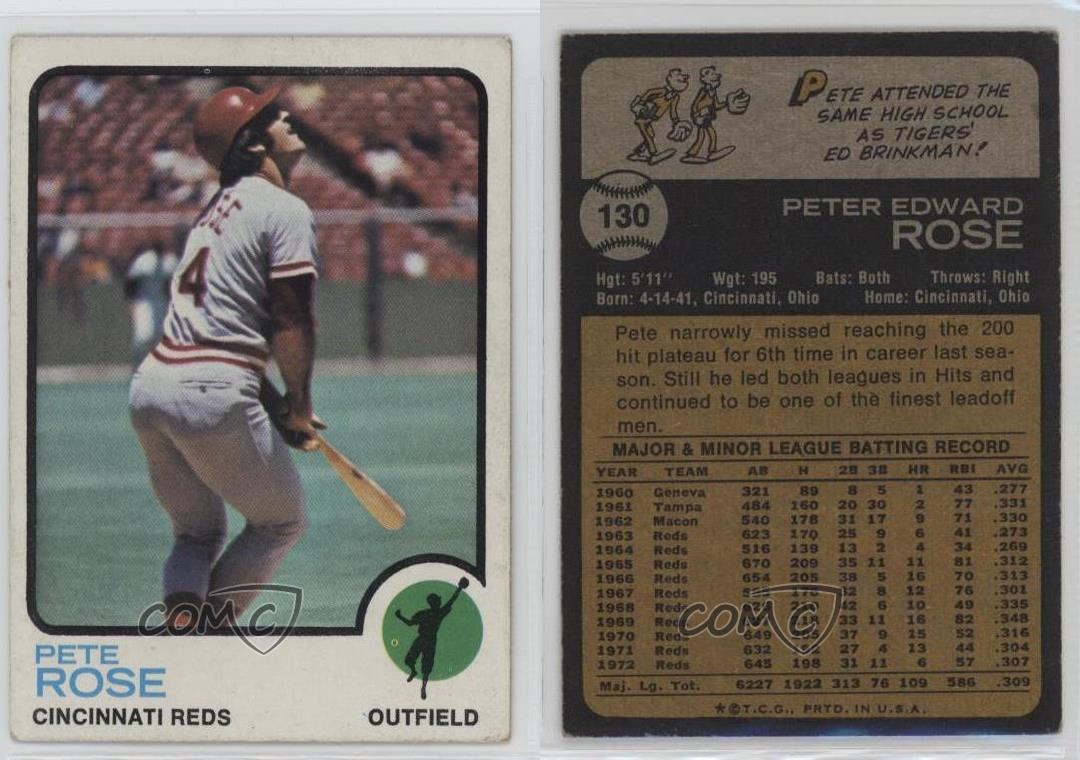 ROSE
4
PETE
ROSE
CINCINNATI REDS
OUTFIELD
COMC
PETE ATTENDED THE
SAME HIGH SCHOOL
AS TIGERS'
ED BRINKMAN!
130
PETER EDWARD
ROSE
Hgt: 5'11" Wgt: 195 Bats: Both Throws: Right
Born: 4-14-41, Cincinnati, Ohio Home: Cincinnati, Ohio
Pete narrowly missed reaching the 200
hit plateau for 6th time in career last sea-
son. Still he led both leagues in Hits and
continued to be one of the finest leadoff
men.
MAJOR & MINOR LEAGUE BATTING RECORD
YEAR TEAM AB H 2B 3B HR RBI AVG
1960 Geneva 321 89 8 5 1 43 .277
1961 Tampa 484 160 20 30 2 77 .331
1962 Macon 540 178 31 17 9 71 .330
1963 Reds 623 170 25 9 6 41 .273
1964 Reds 516 139 13 2 4 34 .269
1965 Reds 670 209 35 11 11 81 .312
1966 Reds 654 205 38 5 16 70 .313
1967 Reds 176 32 8 12 76 .301
1968 Reds 42 6 10 49 .335
1969 Reds 218 33 11 16 82 .348
1970 Reds 649 37 9 15 52 .316
1971 Reds 632 27 4 13 44 .304
1972 Reds 645 198 31 11 6 57 .307
Maj. Lg. Tot. 6227 1922 313 76 109 586 .309
*©T.C.G., PRTD. IN U.S.A.
COMC